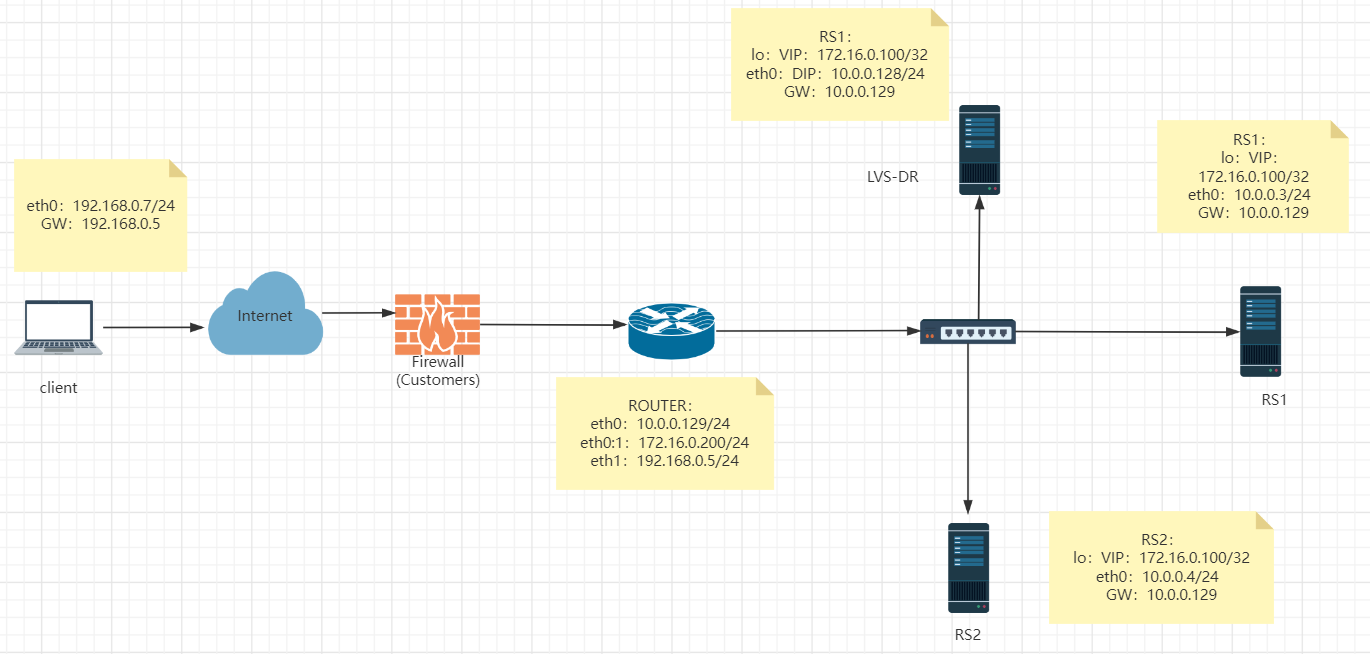 RS1：
lo：VIP：172.16.0.100/32
eth0：DIP：10.0.0.128/24
GW：10.0.0.129
LVS-DR
RS1：
lo：VIP：
172.16.0.100/32
eth0：10.0.0.3/24
GW：10.0.0.129
eth0：192.168.0.7/24
GW：192.168.0.5
Internet
Firewall
(Customers)
client
RS1
ROUTER：
eth0：10.0.0.129/24
eth0:1：172.16.0.200/24
eth1：192.168.0.5/24
RS2：
lo：VIP：172.16.0.100/32
eth0：10.0.0.4/24
GW：10.0.0.129
RS2